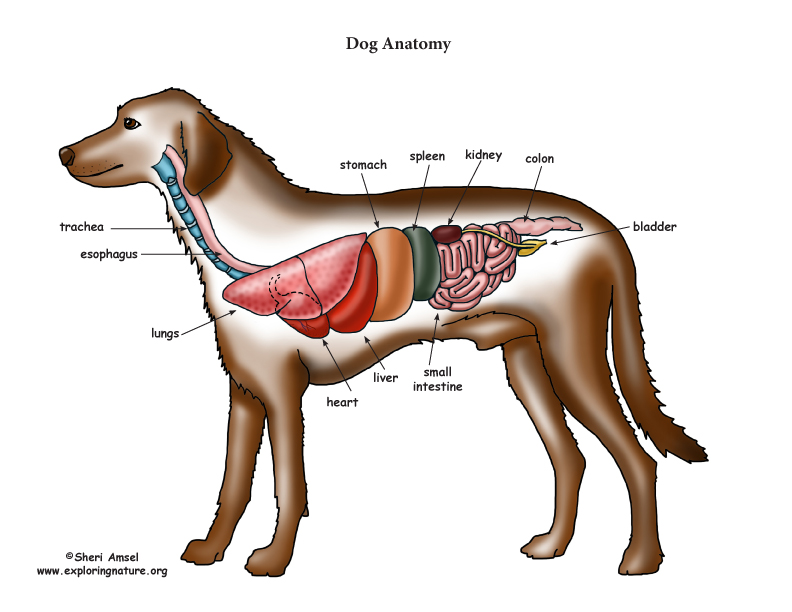 Dog Anatomy
stomach
spleen
kidney
colon
trachea
bladder
esophagus
lungs
liver
small
intestine
heart
©Sheri Amsel
www.exploringnature.org